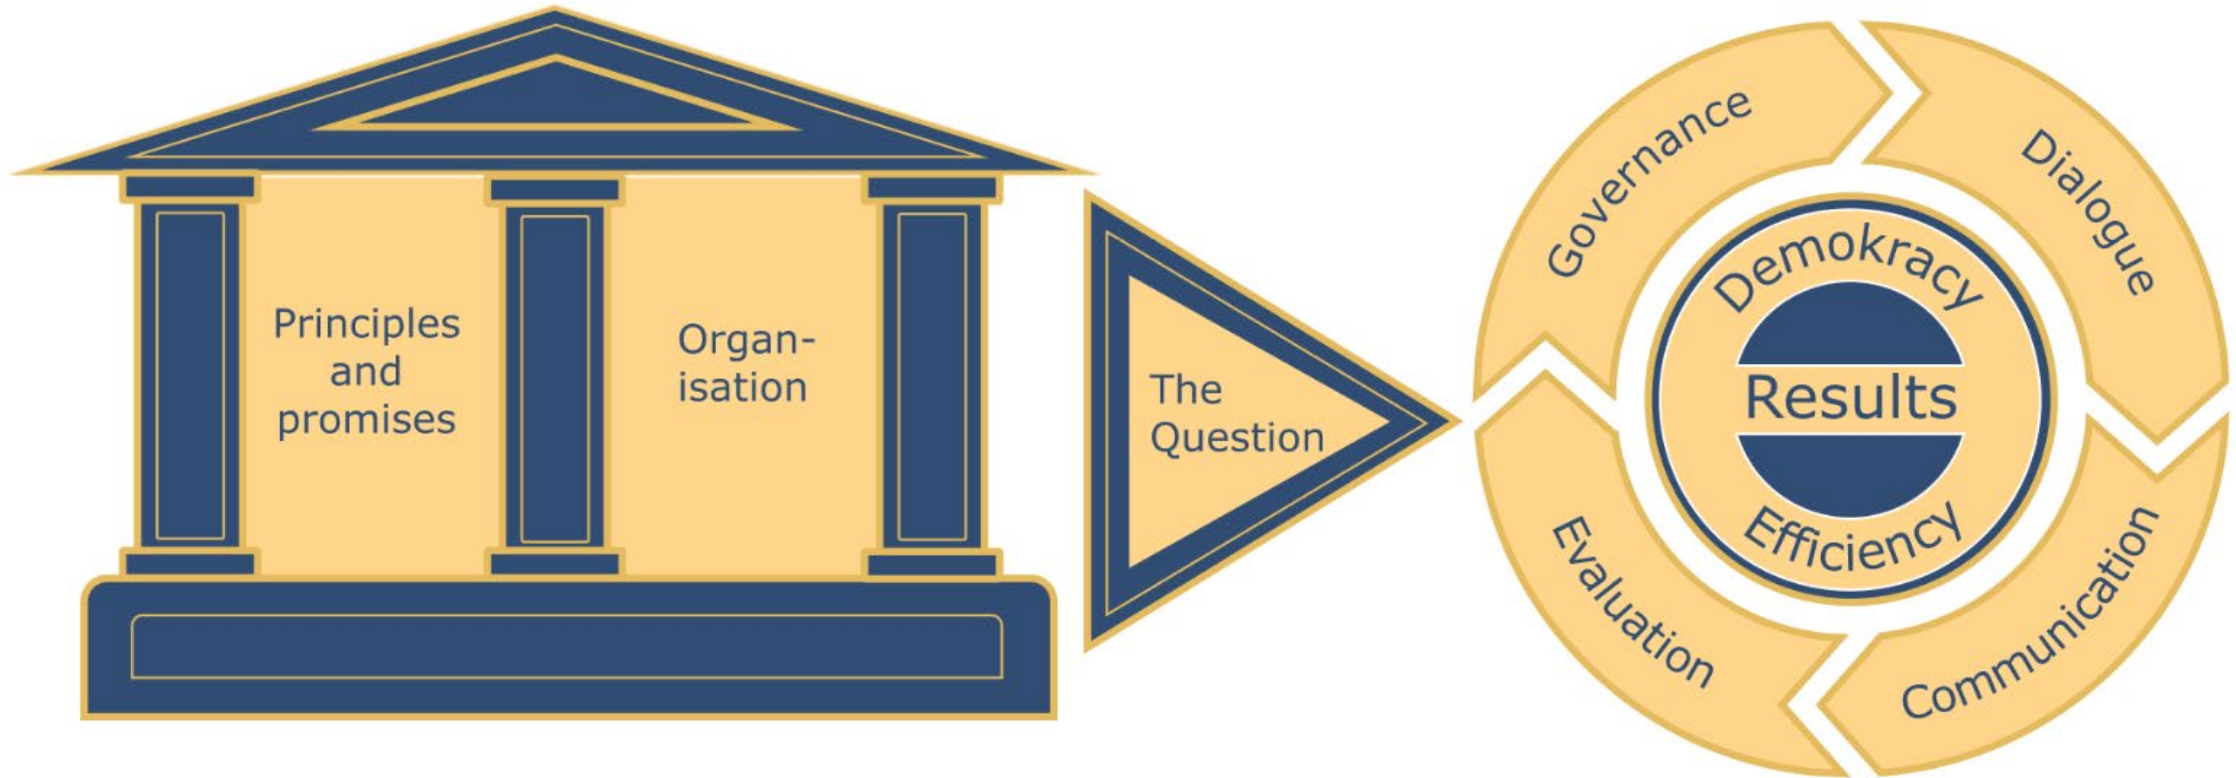 Principles
and
promises
Organ-
isation
The
Question
Governance
Dialogue
Communication
Evaluation
Demokracy
Results
Efficiency